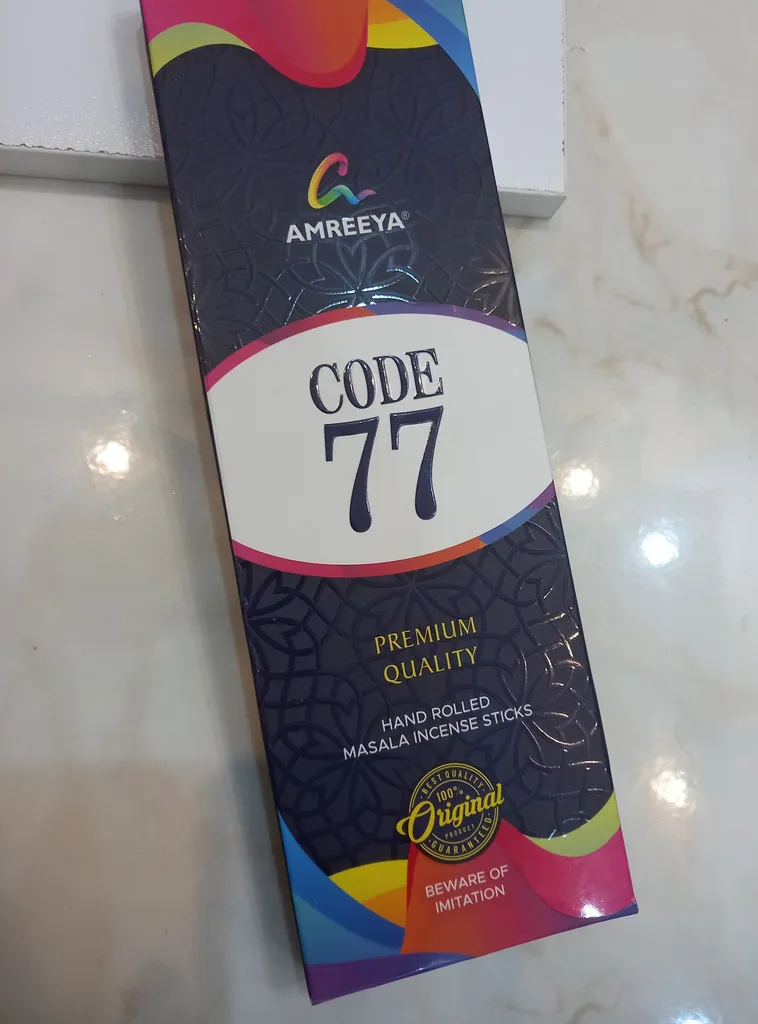 AMREEYA®
CODE
77
PREMIUM
QUALITY
HAND ROLLED
MASALA INCENSE STICKS
BEST QUALITY
100%
Original
PRODUCT
GUARANTEED
BEWARE OF
IMITATION